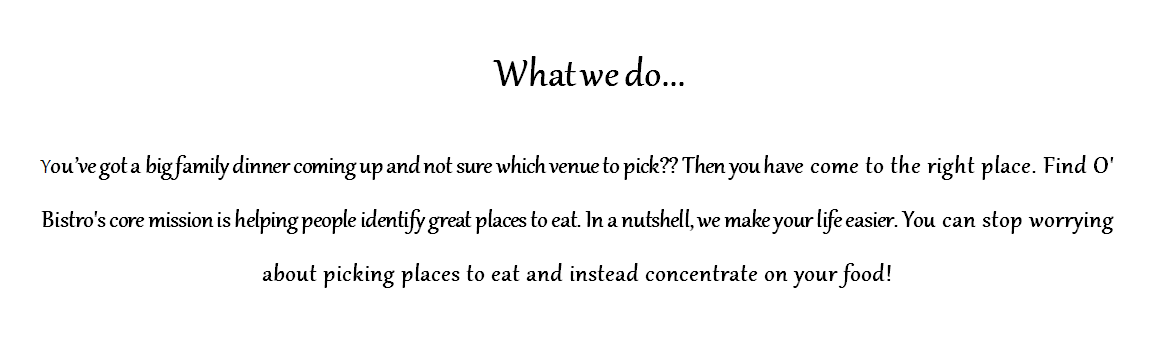 What we do...
You’ve got a big family dinner coming up and not sure which venue to pick?? Then you have come to the right place. Find O'
Bistro's core mission is helping people identify great places to eat. In a nutshell, we make your life easier. You can stop worrying
about picking places to eat and instead concentrate on your food!